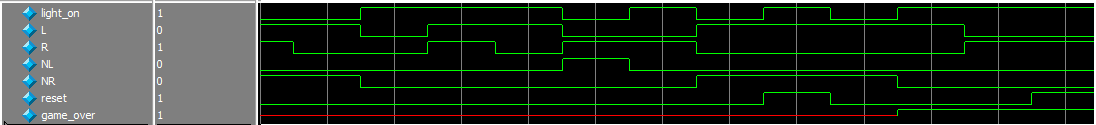 light_on 1
L 0
R 1
NL 0
NR 0
reset 1
game_over 1